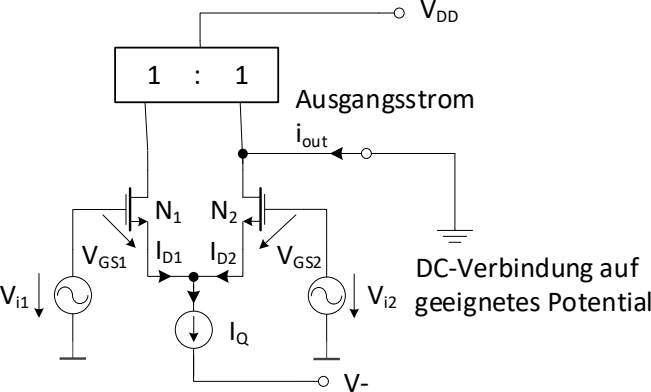 V_DD
1 : 1
Ausgangsstrom
i_out
N_1 N_2
V_GS1 I_D1 I_D2 V_GS2
V_i1 V_i2
DC-Verbindung auf
geeignetes Potential
I_Q
V-